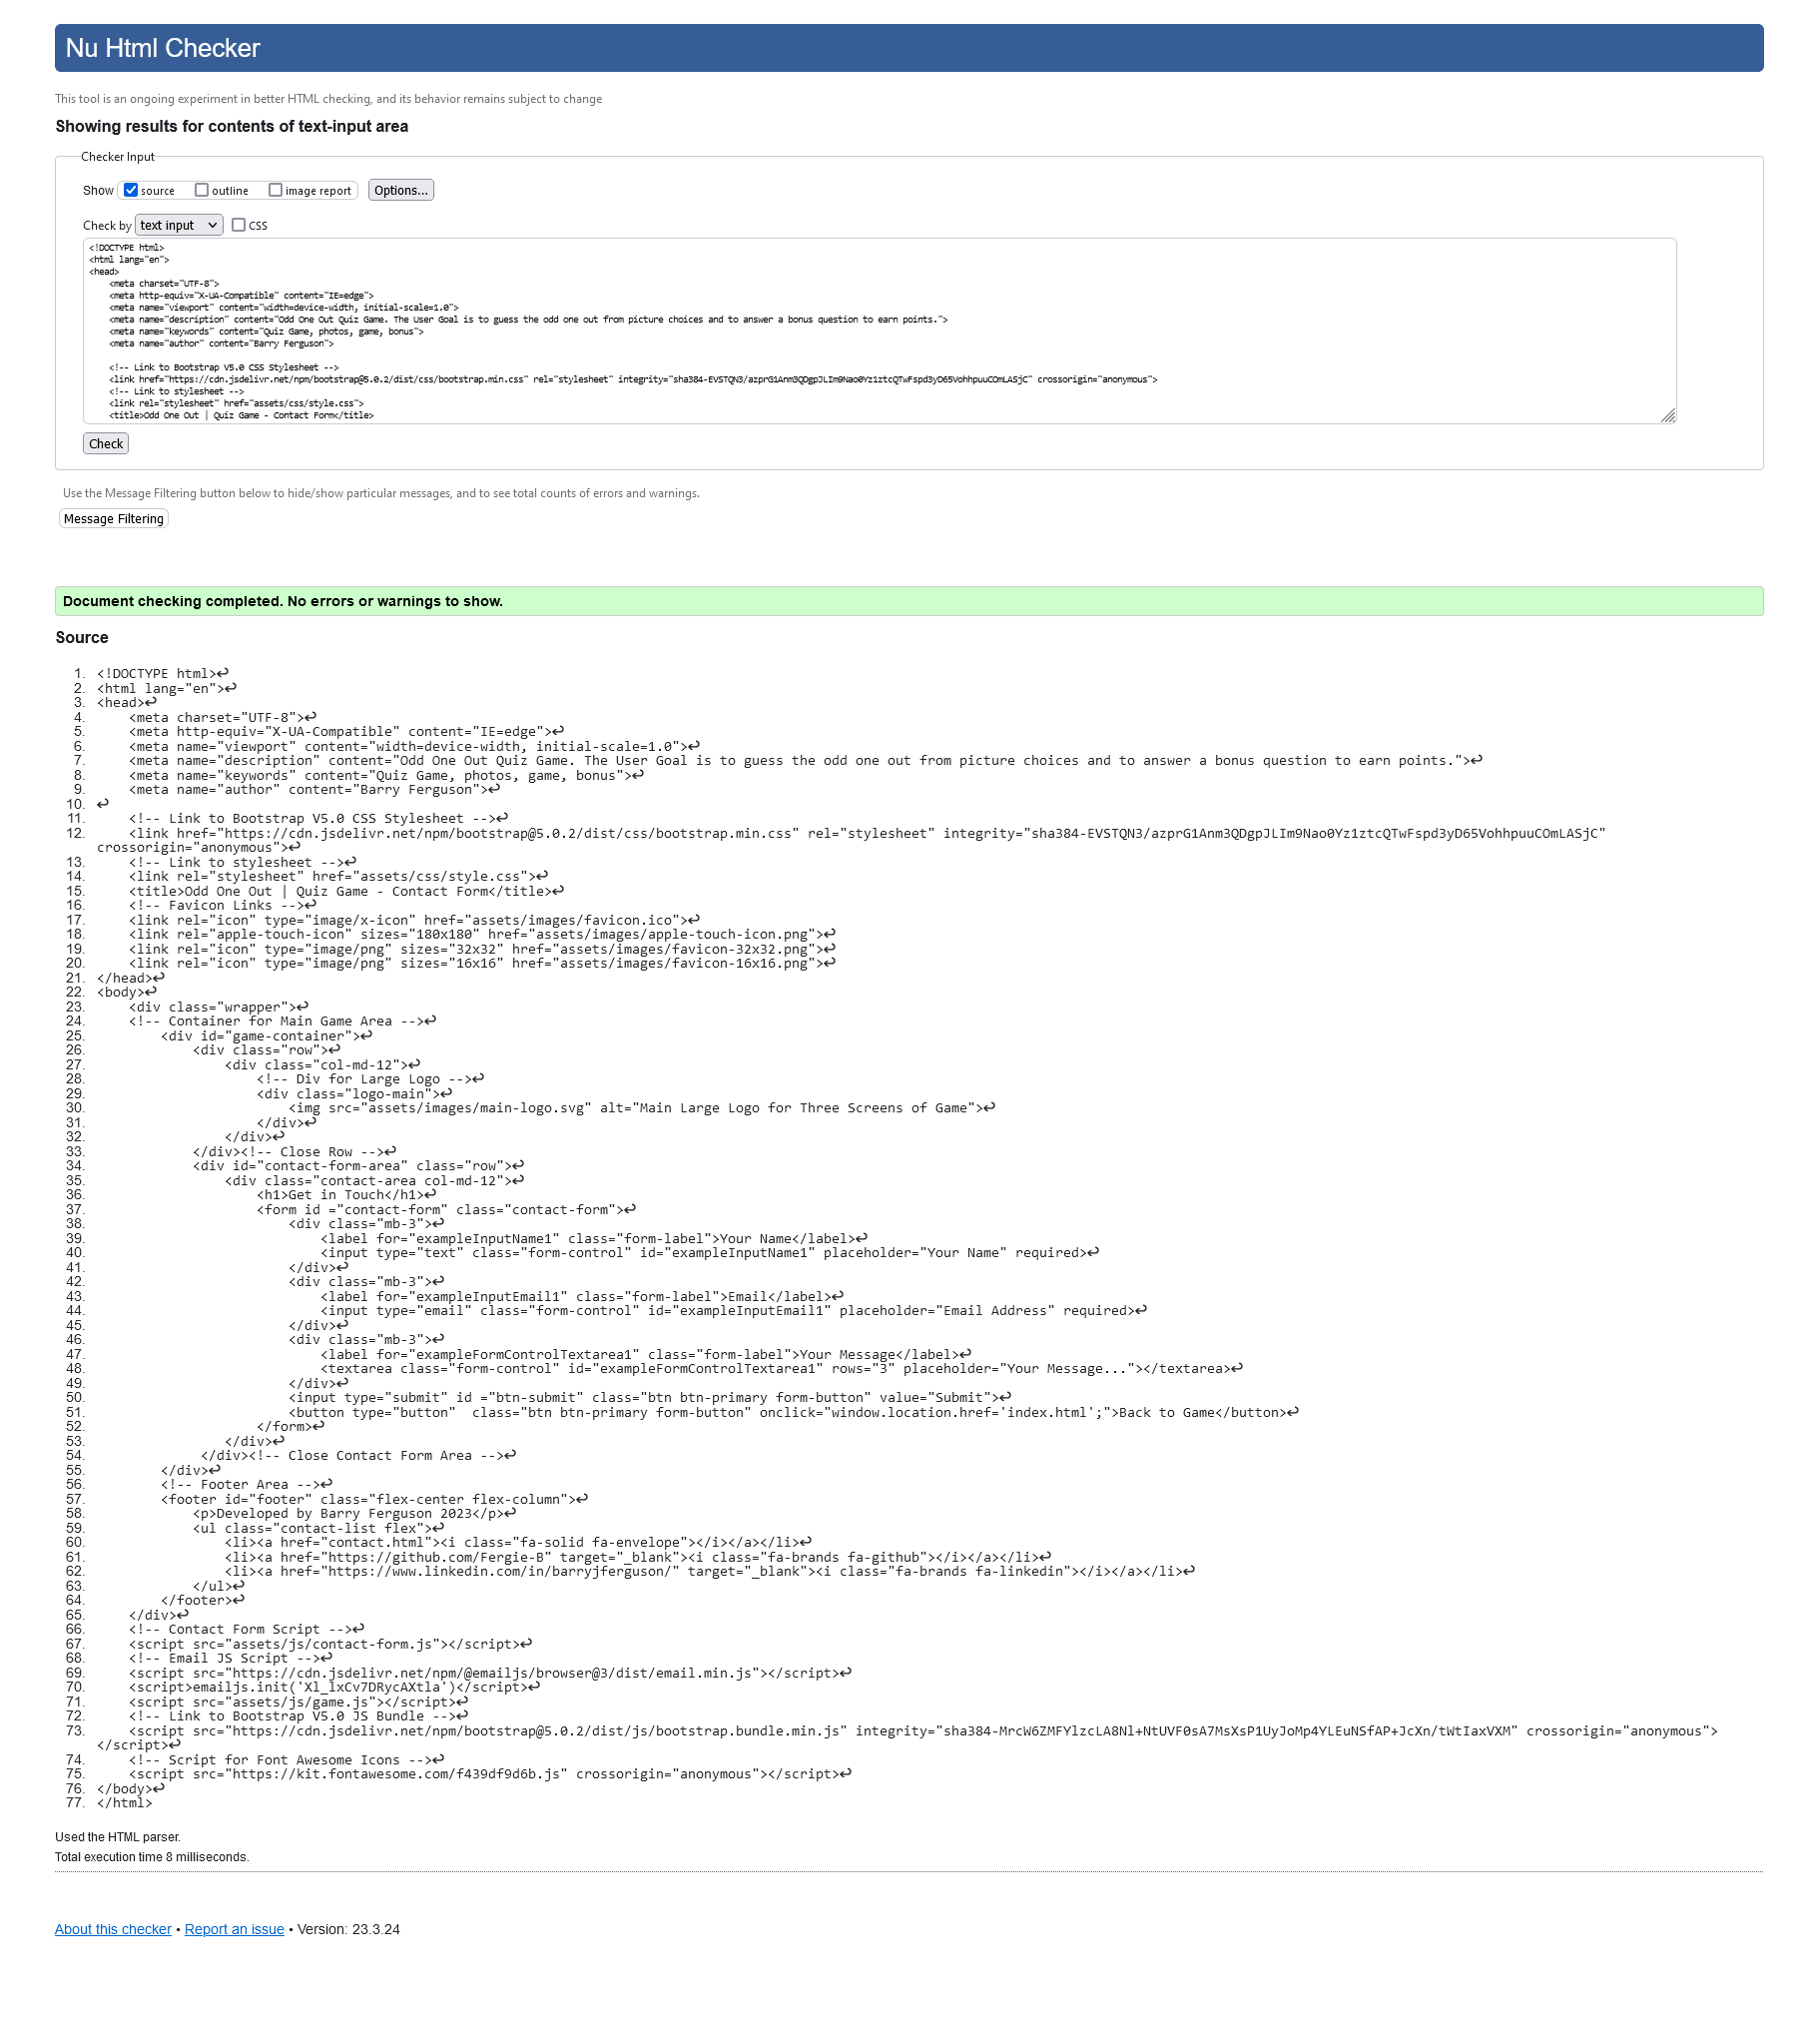 Nu Html Checker
This tool is an ongoing experiment in better HTML checking, and its behavior remains subject to change
Showing results for contents of text-input area
Checker Input
Show source outline image report Options...
Check by text input CSS
<!DOCTYPE html>
<html lang="en">
<head>
    <meta charset="UTF-8">
    <meta http-equiv="X-UA-Compatible" content="IE=edge">
    <meta name="viewport" content="width=device-width, initial-scale=1.0">
    <meta name="description" content="Odd One Out Quiz Game. The User Goal is to guess the odd one out from picture choices and to answer a bonus question to earn points.">
    <meta name="keywords" content="Quiz Game, photos, game, bonus">
    <meta name="author" content="Barry Ferguson">
    <!-- Link to Bootstrap V5.0 CSS Stylesheet -->
    <link href="https://cdn.jsdelivr.net/npm/bootstrap@5.0.2/dist/css/bootstrap.min.css" rel="stylesheet" integrity="sha384-EVSTQN3/azprG1Anm3QDgpJLIm9Nao0Yz1ztcQTwFspd3yD65VohhpuuCOmLASjC" crossorigin="anonymous">
    <!-- Link to stylesheet -->
    <link rel="stylesheet" href="assets/css/style.css">
    <title>Odd One Out | Quiz Game - Contact Form</title>
Check
Use the Message Filtering button below to hide/show particular messages, and to see total counts of errors and warnings.
Message Filtering
Document checking completed. No errors or warnings to show.
Source
1. <!DOCTYPE html>↩
2. <html lang="en">↩
3. <head>↩
4.     <meta charset="UTF-8">↩
5.     <meta http-equiv="X-UA-Compatible" content="IE=edge">↩
6.     <meta name="viewport" content="width=device-width, initial-scale=1.0">↩
7.     <meta name="description" content="Odd One Out Quiz Game. The User Goal is to guess the odd one out from picture choices and to answer a bonus question to earn points.">↩
8.     <meta name="keywords" content="Quiz Game, photos, game, bonus">↩
9.     <meta name="author" content="Barry Ferguson">↩
10. ↩
11.     <!-- Link to Bootstrap V5.0 CSS Stylesheet -->↩
12.     <link href="https://cdn.jsdelivr.net/npm/bootstrap@5.0.2/dist/css/bootstrap.min.css" rel="stylesheet" integrity="sha384-EVSTQN3/azprG1Anm3QDgpJLIm9Nao0Yz1ztcQTwFspd3yD65VohhpuuCOmLASjC"
crossorigin="anonymous">↩
13.     <!-- Link to stylesheet -->↩
14.     <link rel="stylesheet" href="assets/css/style.css">↩
15.     <title>Odd One Out | Quiz Game - Contact Form</title>↩
16.     <!-- Favicon Links -->↩
17.     <link rel="icon" type="image/x-icon" href="assets/images/favicon.ico">↩
18.     <link rel="apple-touch-icon" sizes="180x180" href="assets/images/apple-touch-icon.png">↩
19.     <link rel="icon" type="image/png" sizes="32x32" href="assets/images/favicon-32x32.png">↩
20.     <link rel="icon" type="image/png" sizes="16x16" href="assets/images/favicon-16x16.png">↩
21. </head>↩
22. <body>↩
23.     <div class="wrapper">↩
24.     <!-- Container for Main Game Area -->↩
25.         <div id="game-container">↩
26.             <div class="row">↩
27.                 <div class="col-md-12">↩
28.                     <!-- Div for Large Logo -->↩
29.                     <div class="logo-main">↩
30.                         <img src="assets/images/main-logo.svg" alt="Main Large Logo for Three Screens of Game">↩
31.                     </div>↩
32.                 </div>↩
33.             </div><!-- Close Row -->↩
34.             <div id="contact-form-area" class="row">↩
35.                 <div class="contact-area col-md-12">↩
36.                     <h1>Get in Touch</h1>↩
37.                     <form id ="contact-form" class="contact-form">↩
38.                         <div class="mb-3">↩
39.                             <label for="exampleInputName1" class="form-label">Your Name</label>↩
40.                             <input type="text" class="form-control" id="exampleInputName1" placeholder="Your Name" required>↩
41.                         </div>↩
42.                         <div class="mb-3">↩
43.                             <label for="exampleInputEmail1" class="form-label">Email</label>↩
44.                             <input type="email" class="form-control" id="exampleInputEmail1" placeholder="Email Address" required>↩
45.                         </div>↩
46.                         <div class="mb-3">↩
47.                             <label for="exampleFormControlTextarea1" class="form-label">Your Message</label>↩
48.                             <textarea class="form-control" id="exampleFormControlTextarea1" rows="3" placeholder="Your Message..."></textarea>↩
49.                         </div>↩
50.                         <input type="submit" id ="btn-submit" class="btn btn-primary form-button" value="Submit">↩
51.                         <button type="button"  class="btn btn-primary form-button" onclick="window.location.href='index.html';">Back to Game</button>↩
52.                     </form>↩
53.                 </div>↩
54.              </div><!-- Close Contact Form Area -->↩
55.         </div>↩
56.         <!-- Footer Area -->↩
57.         <footer id="footer" class="flex-center flex-column">↩
58.             <p>Developed by Barry Ferguson 2023</p>↩
59.             <ul class="contact-list flex">↩
60.                 <li><a href="contact.html"><i class="fa-solid fa-envelope"></i></a></li>↩
61.                 <li><a href="https://github.com/Fergie-B" target="_blank"><i class="fa-brands fa-github"></i></a></li>↩
62.                 <li><a href="https://www.linkedin.com/in/barryjferguson/" target="_blank"><i class="fa-brands fa-linkedin"></i></a></li>↩
63.             </ul>↩
64.         </footer>↩
65.     </div>↩
66.     <!-- Contact Form Script -->↩
67.     <script src="assets/js/contact-form.js"></script>↩
68.     <!-- Email JS Script -->↩
69.     <script src="https://cdn.jsdelivr.net/npm/@emailjs/browser@3/dist/email.min.js"></script>↩
70.     <script>emailjs.init('Xl_lxCv7DRycAXtla')</script>↩
71.     <script src="assets/js/game.js"></script>↩
72.     <!-- Link to Bootstrap V5.0 JS Bundle -->↩
73.     <script src="https://cdn.jsdelivr.net/npm/bootstrap@5.0.2/dist/js/bootstrap.bundle.min.js" integrity="sha384-MrcW6ZMFYlzcLA8Nl+NtUVF0sA7MsXsP1UyJoMp4YLEuNSfAP+JcXn/tWtIaxVXM" crossorigin="anonymous">
</script>↩
74.     <!-- Script for Font Awesome Icons -->↩
75.     <script src="https://kit.fontawesome.com/f439df9d6b.js" crossorigin="anonymous"></script>↩
76. </body>↩
77. </html>
Used the HTML parser.
Total execution time 8 milliseconds.
About this checker • Report an issue • Version: 23.3.24